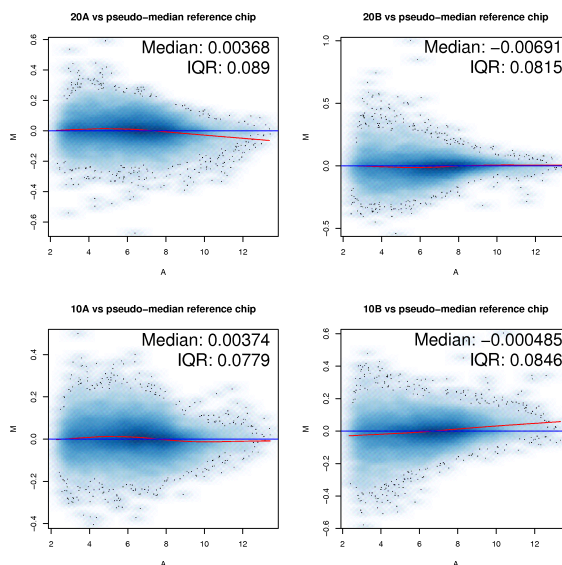 20A vs pseudo−median reference chip
Median: 0.00368
IQR: 0.089
0.6
0.4
0.2
0.0
−0.2
−0.4
−0.6
M
2 4 6 8 10 12
A
20B vs pseudo−median reference chip
Median: −0.00691
IQR: 0.0815
1.0
0.5
0.0
−0.5
M
2 4 6 8 10 12
A
10A vs pseudo−median reference chip
Median: 0.00374
IQR: 0.0779
0.4
0.2
0.0
−0.2
−0.4
M
2 4 6 8 10 12
A
10B vs pseudo−median reference chip
Median: −0.000485
IQR: 0.0846
0.6
0.4
0.2
0.0
−0.2
−0.4
−0.6
M
2 4 6 8 10 12
A